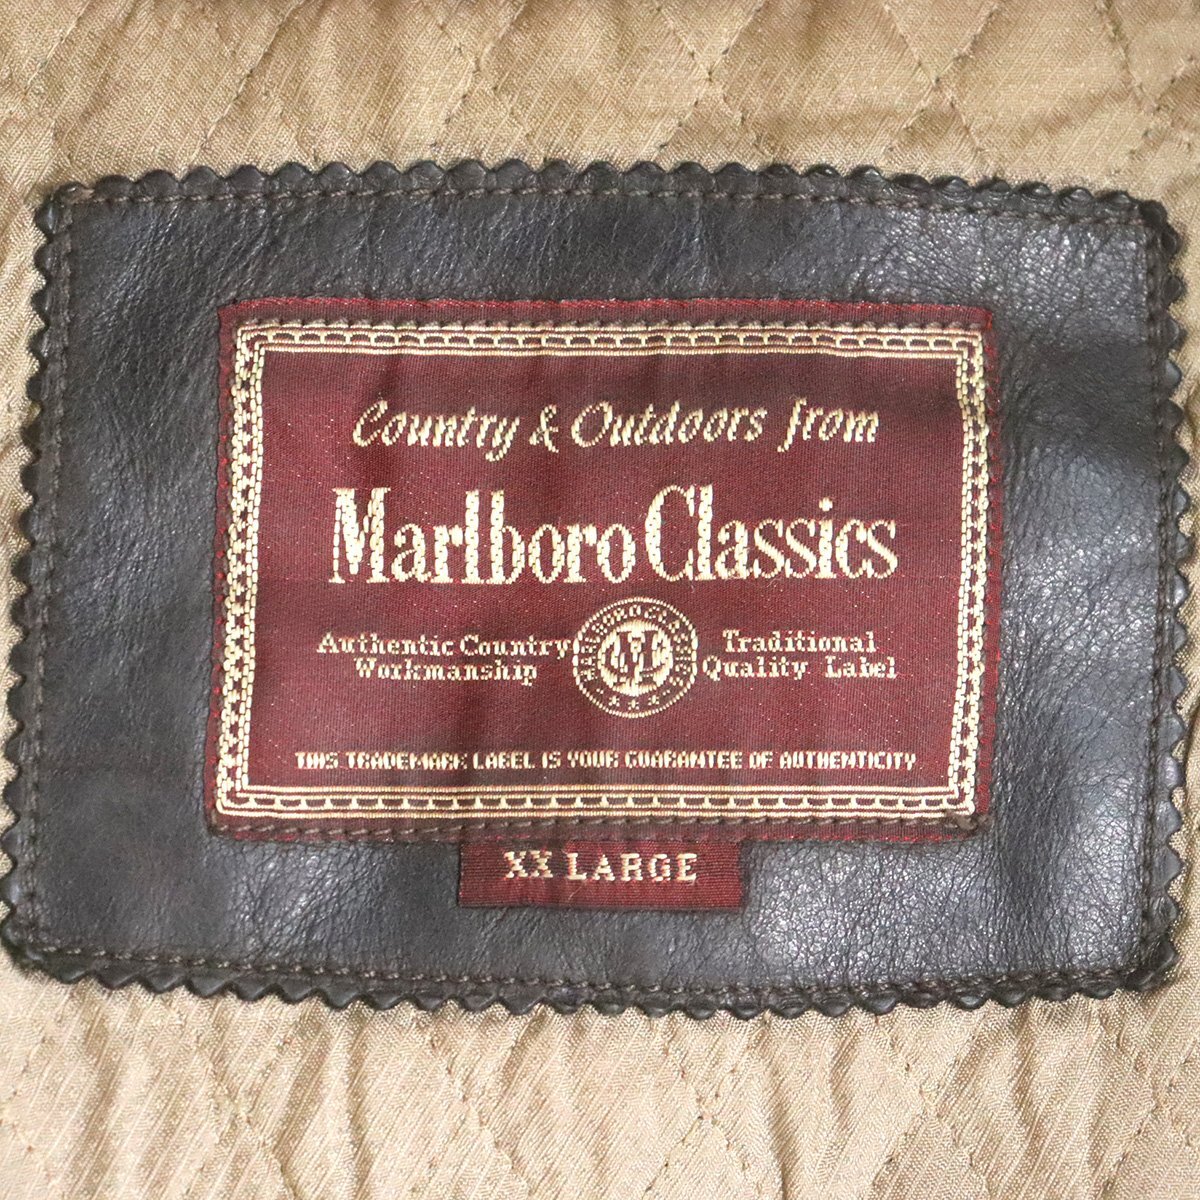 Country & Outdoors from
Marlboro Classics
Authentic Country
Workmanship
Traditional
Quality Label
THIS TRADEMARK LABEL IS YOUR GUARANTEE OF AUTHENTICITY
XX LARGE